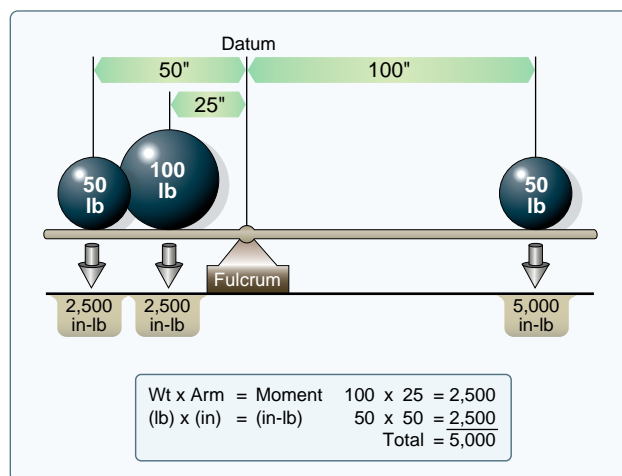 Datum
50" 100"
25"
50
lb
100
lb
50
lb
Fulcrum
2,500
in-lb
2,500
in-lb
5,000
in-lb
Wt x Arm = Moment 100 x 25 = 2,500
(lb) x (in) = (in-lb) 50 x 50 = 2,500
Total = 5,000